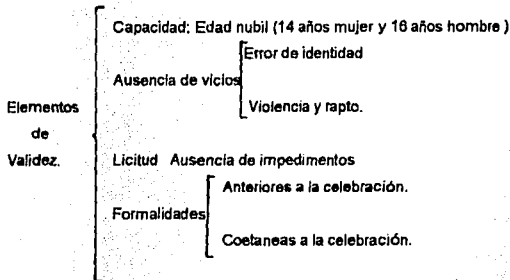 Capacidad: Edad nubil (14 años mujer y 16 años hombre )
Error de identidad
Ausencia de vicios
Violencia y rapto.
Elementos
de
Validez.
Licitud Ausencia de impedimentos
Anteriores a la celebración.
Formalidades
Coetaneas a la celebración.